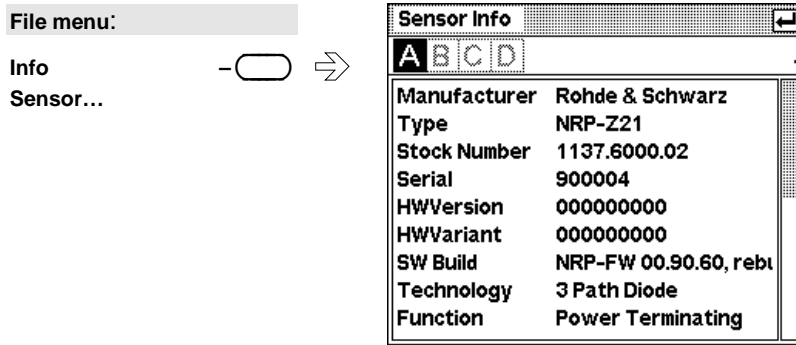 File menu:
Info
Sensor…
Sensor Info
A B C D
Manufacturer Rohde & Schwarz
Type NRP-Z21
Stock Number 1137.6000.02
Serial 900004
HWVersion 000000000
HWVariant 000000000
SW Build NRP-FW 00.90.60,
Technology 3 Path Diode
Function Power Terminating